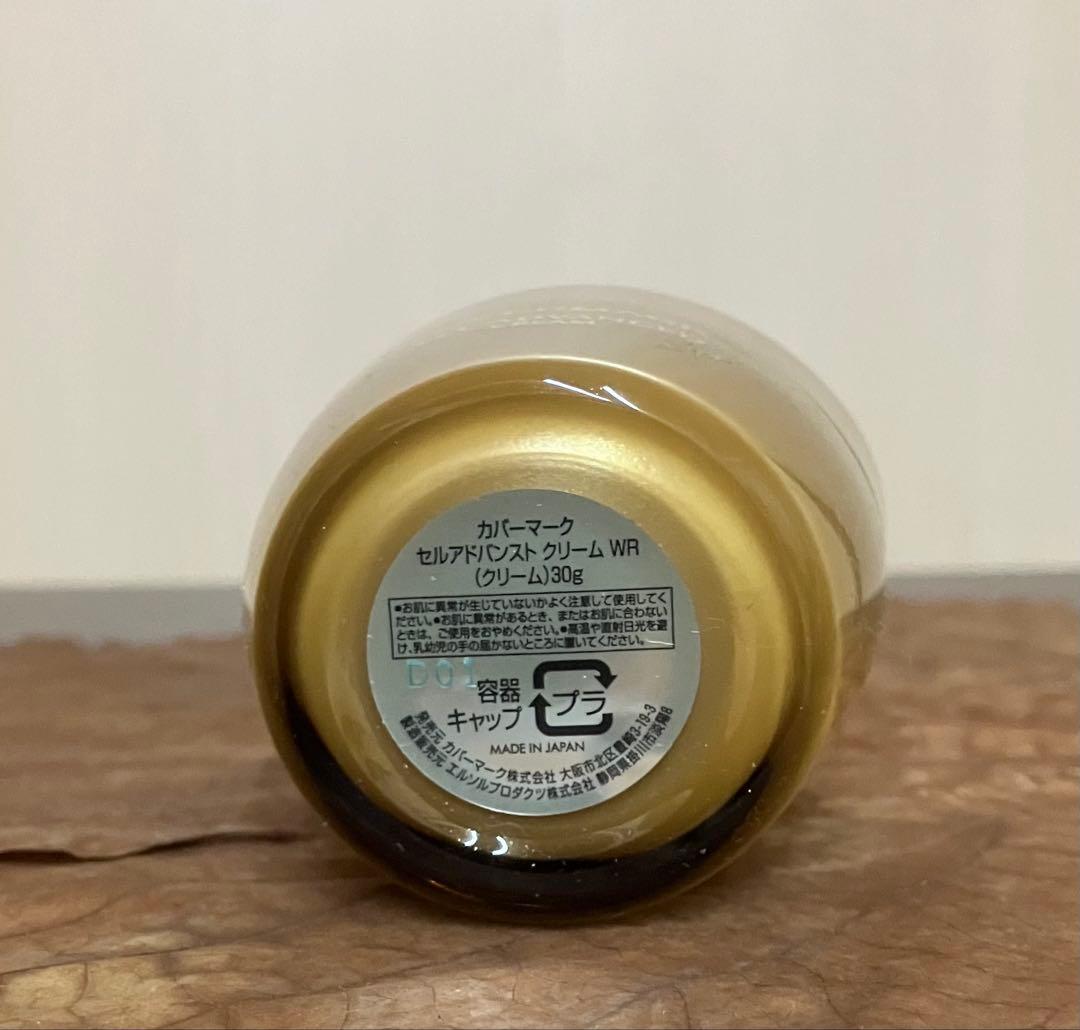 カバーマーク
セルアドバンスト クリーム WR
(クリーム)30g
●お肌に異常が生じていないかよく注意して使用してく
ださい。●お肌に異常があるとき、またはお肌に合わない
ときは、ご使用をおやめください。●高温や直射日光を避
け、乳幼児の手の届かないところに置いてください。
D01
容器
キャップ
プラ
MADE IN JAPAN
発売元 カバーマーク株式会社 大阪市北区豊崎3-19-3
製造販売元 エルソルプロダクツ株式会社 静岡県掛川市淡陽8